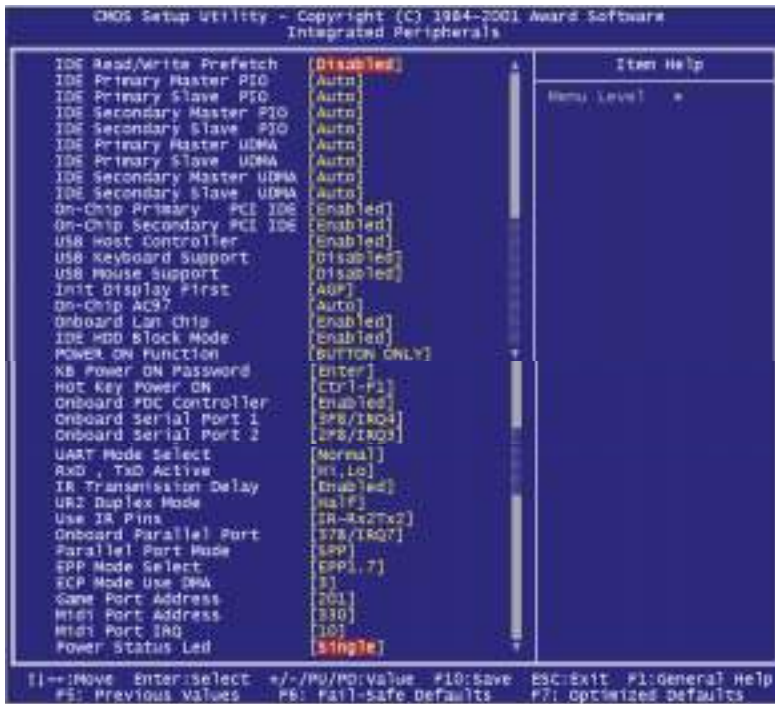 CMOS Setup Utility - Copyright (C) 1984-2001 Award Software
Integrated Peripherals
IDE Read/Write Prefetch [Disabled]
IDE Primary Master PIO [Auto]
IDE Primary Slave PIO [Auto]
IDE Secondary Master PIO [Auto]
IDE Secondary Slave PIO [Auto]
IDE Primary Master UDMA [Auto]
IDE Primary Slave UDMA [Auto]
IDE Secondary Master UDMA [Auto]
IDE Secondary Slave UDMA [Auto]
On-Chip Primary PCI IDE [Enabled]
On-Chip Secondary PCI IDE [Enabled]
USB Host Controller [Enabled]
USB Keyboard Support [Disabled]
USB Mouse Support [Disabled]
Init Display First [AGP]
On-Chip AC97 [Auto]
Onboard Lan Chip [Enabled]
IDE HDD Block Mode [Enabled]
POWER ON Function [BUTTON ONLY]
KB Power ON Password [Enter]
Hot Key Power ON [Ctrl-F1]
Onboard FDC Controller [Enabled]
Onboard Serial Port 1 [3F8/IRQ4]
Onboard Serial Port 2 [2F8/IRQ3]
UART Mode Select [Normal]
RxD , TxD Active [Hi,Lo]
IR Transmission Delay [Enabled]
UR2 Duplex Mode [Half]
Use IR Pins [IR-Rx2Tx2]
Onboard Parallel Port [378/IRQ7]
Parallel Port Mode [SPP]
EPP Mode Select [EPP1.7]
ECP Mode Use DMA [3]
Game Port Address [201]
Midi Port Address [330]
Midi Port IRQ [10]
Power Status Led [Single]
Item Help
Menu Level
↑↓→←:Move Enter:Select +/-/PU/PD:Value F10:Save ESC:Exit F1:General Help
F5: Previous Values F6: Fail-Safe Defaults F7: Optimized Defaults